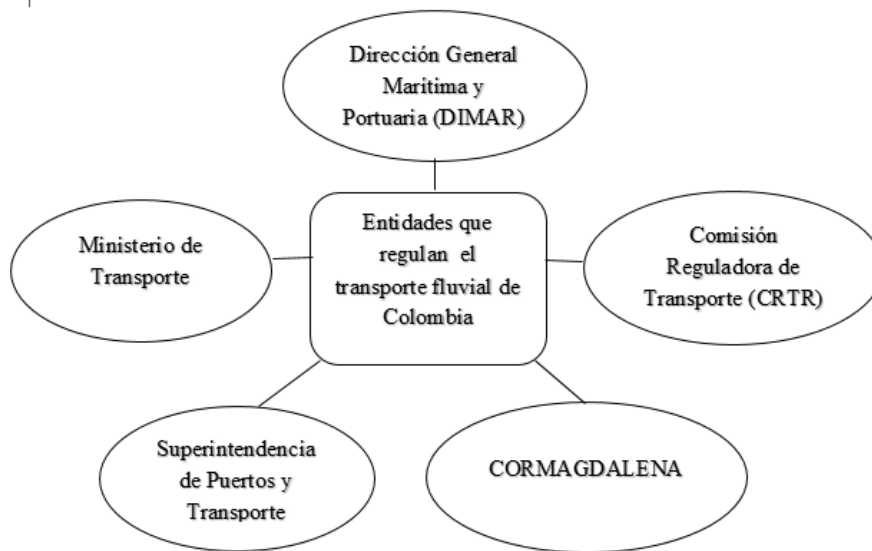 Dirección General
Marítima y
Portuaria (DIMAR)
Ministerio de
Transporte
Entidades que
regulan el
transporte fluvial de
Colombia
Comisión
Reguladora de
Transporte (CRTR)
Superintendencia
de Puertos y
Transporte
CORMAGDALENA